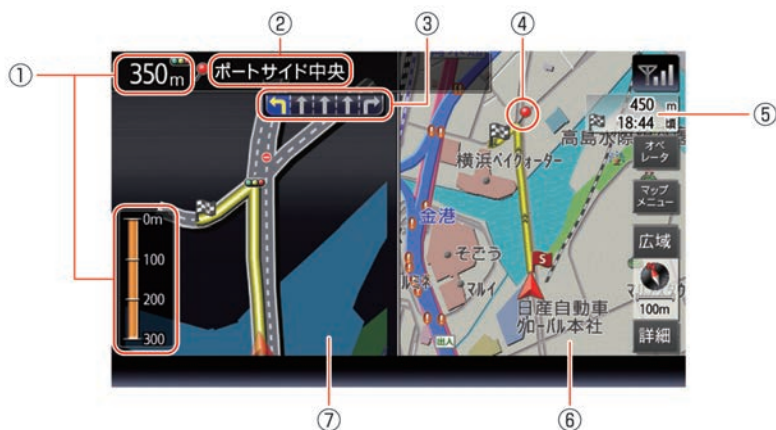 ①
②
③
④
⑤
⑥
⑦
350m
ポートサイド中央
0m
100
200
300
450 m
18:44 頃
高島水際
オペ
レータ
横浜ベイクォーター
マップ
メニュー
金港
広域
そごう
S
マルイ
100m
日産自動車
グローバル本社
出入
詳細